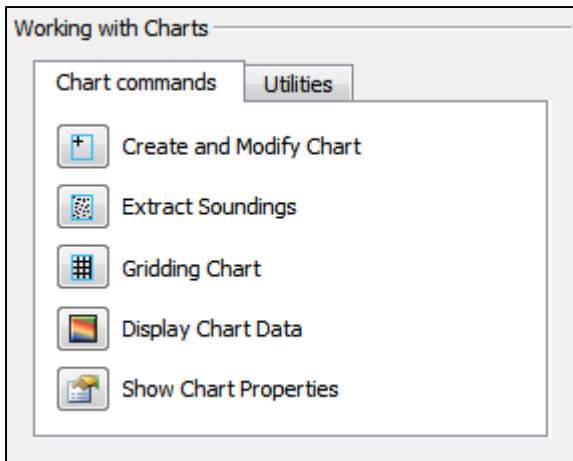 Working with Charts
Chart commands Utilities
Create and Modify Chart
Extract Soundings
Gridding Chart
Display Chart Data
Show Chart Properties